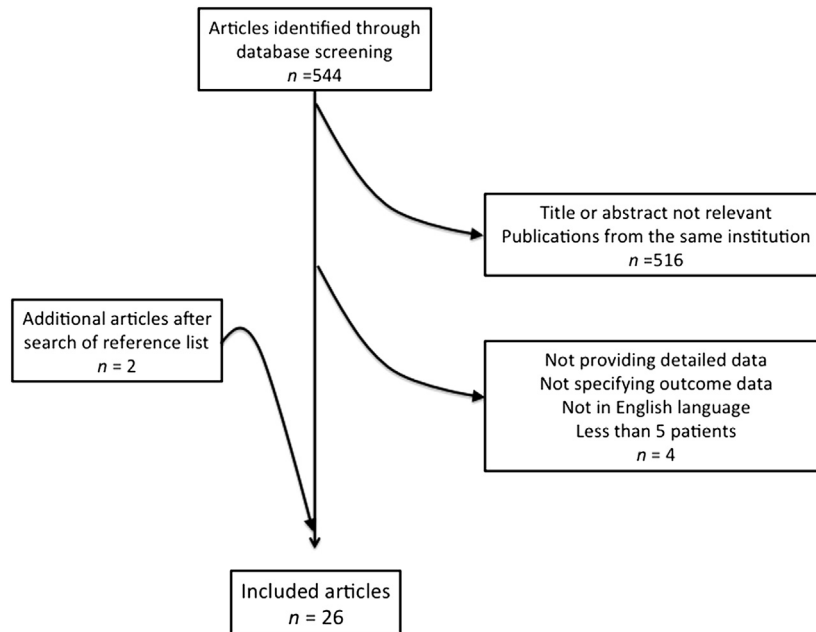 Articles identified through
database screening
n =544
Title or abstract not relevant
Publications from the same institution
n =516
Additional articles after
search of reference list
n = 2
Not providing detailed data
Not specifying outcome data
Not in English language
Less than 5 patients
n = 4
Included articles
n = 26